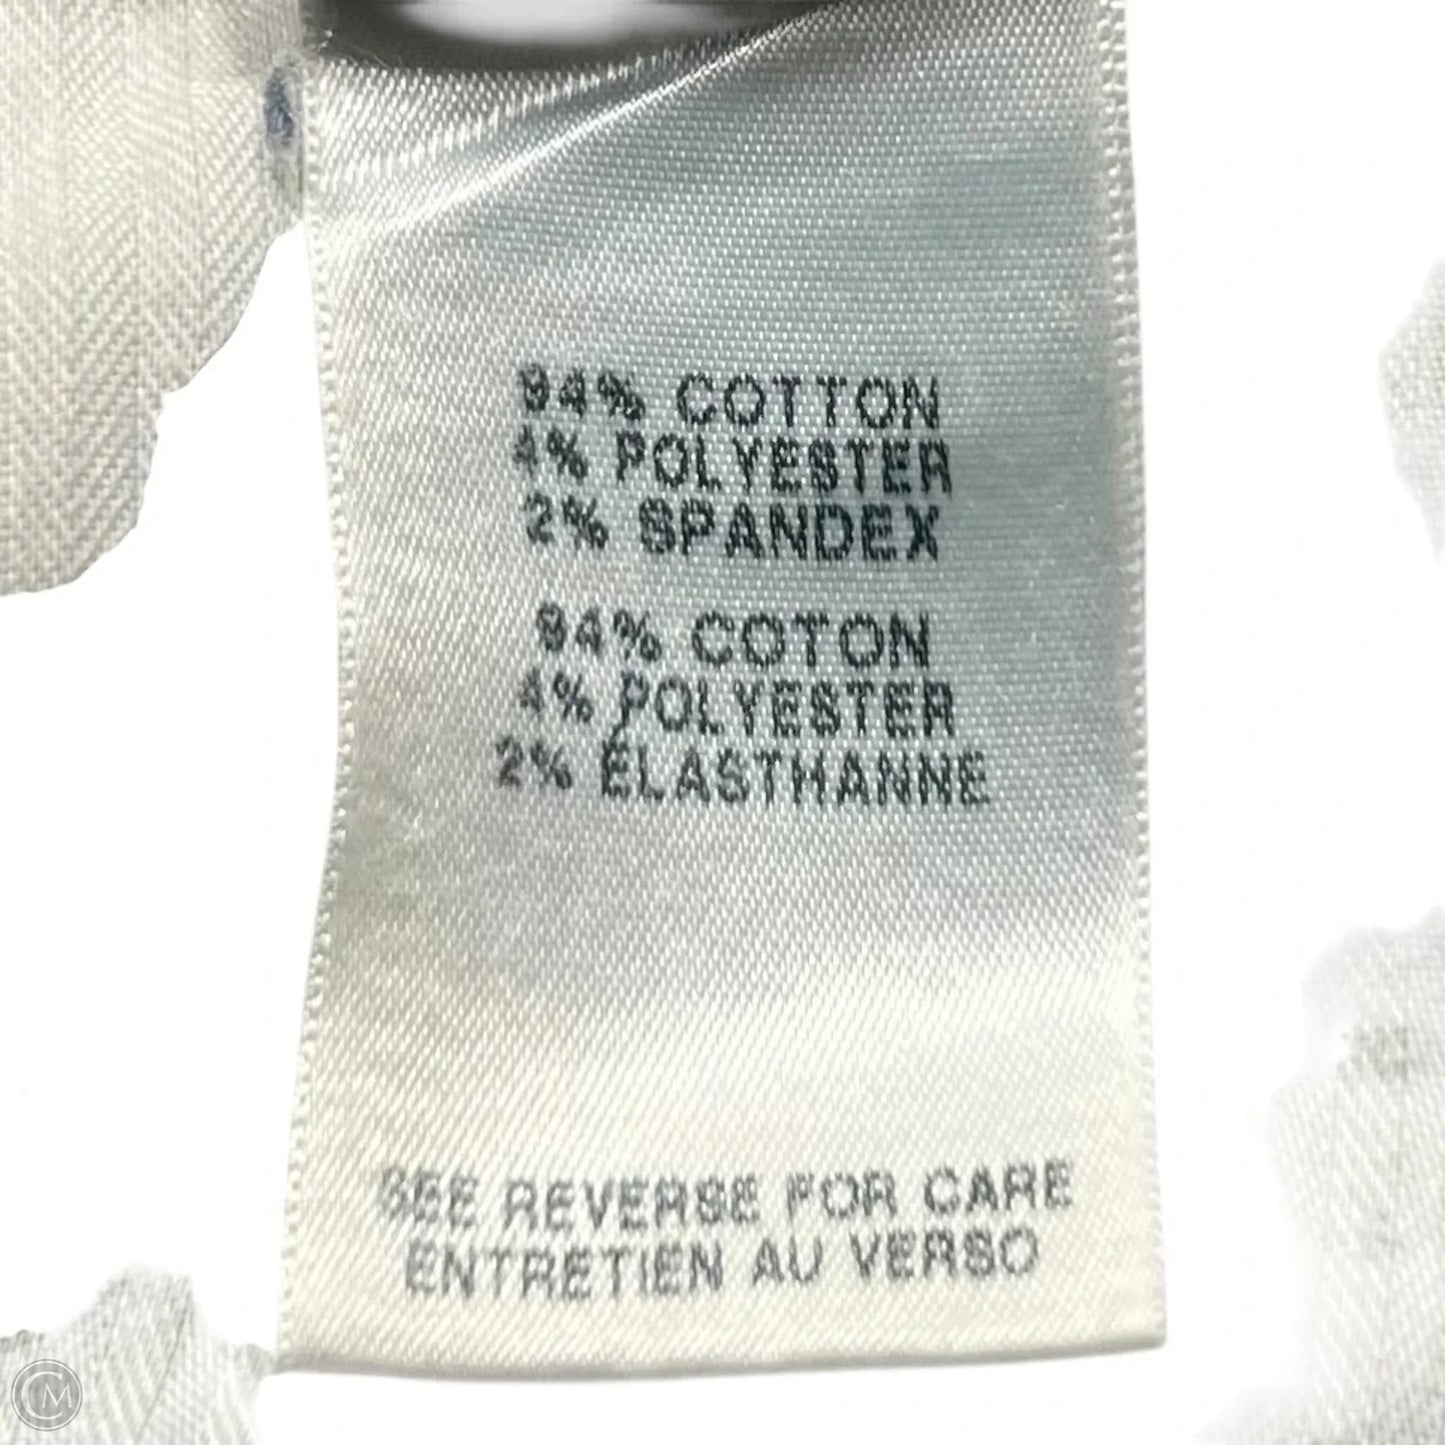 94% COTTON
4% POLYESTER
2% SPANDEX
94% COTON
4% POLYESTER
2% ÉLASTHANNE
SEE REVERSE FOR CARE
ENTRETIEN AU VERSO
CM